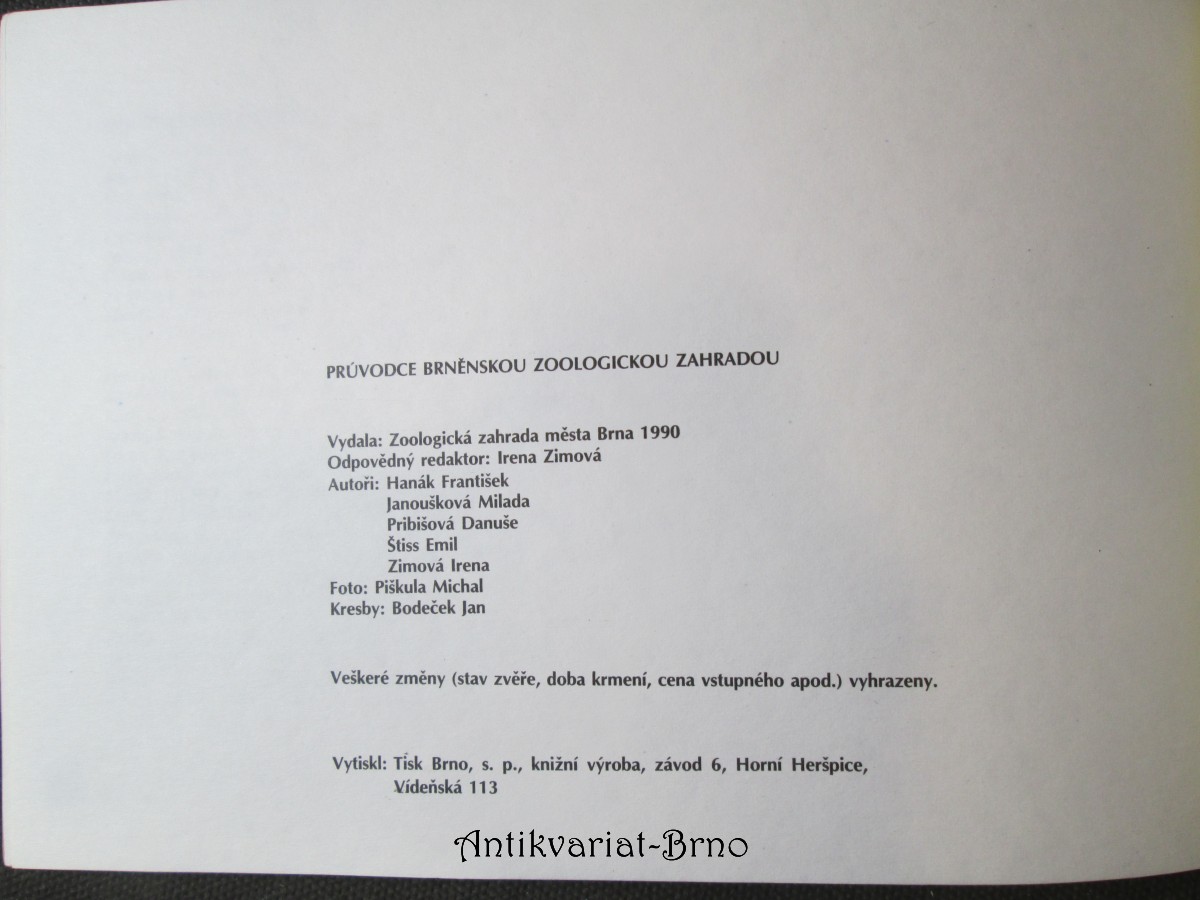 PRŮVODCE BRNĚNSKOU ZOOLOGICKOU ZAHRADOU
Vydala: Zoologická zahrada města Brna 1990
Odpovědný redaktor: Irena Zimová
Autoři: Hanák František
Janoušková Milada
Pribišová Danuše
Štiss Emil
Zimová Irena
Foto: Piškula Michal
Kresby: Bodeček Jan
Veškeré změny (stav zvěře, doba krmení, cena vstupného apod.) vyhrazeny.
Vytiskl: Tisk Brno, s. p., knižní výroba, závod 6, Horní Heršpice,
Vídeňská 113
Antikvariat-Brno